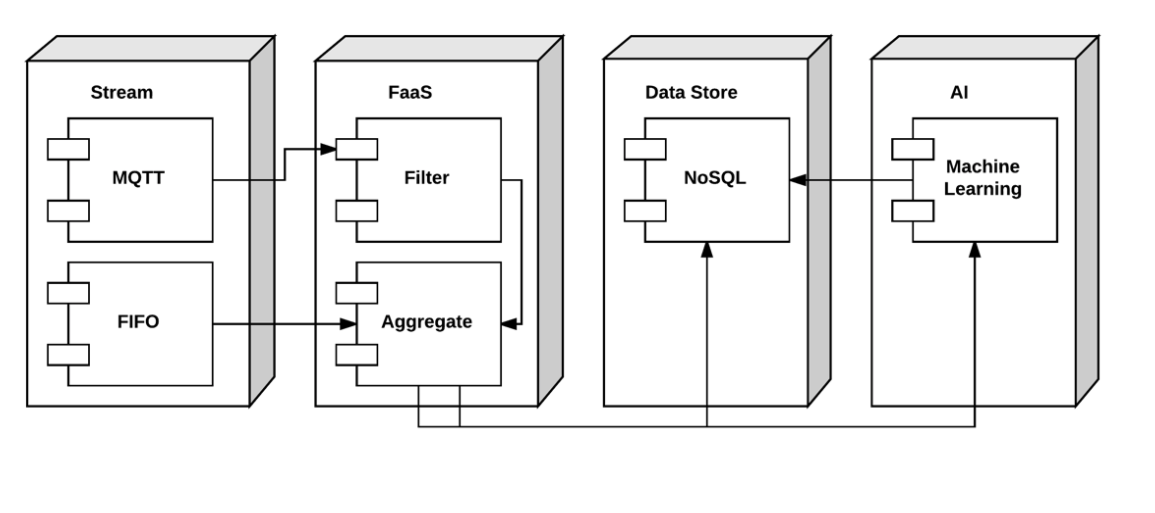 Stream
MQTT
FIFO
FaaS
Filter
Aggregate
Data Store
NoSQL
AI
Machine
Learning